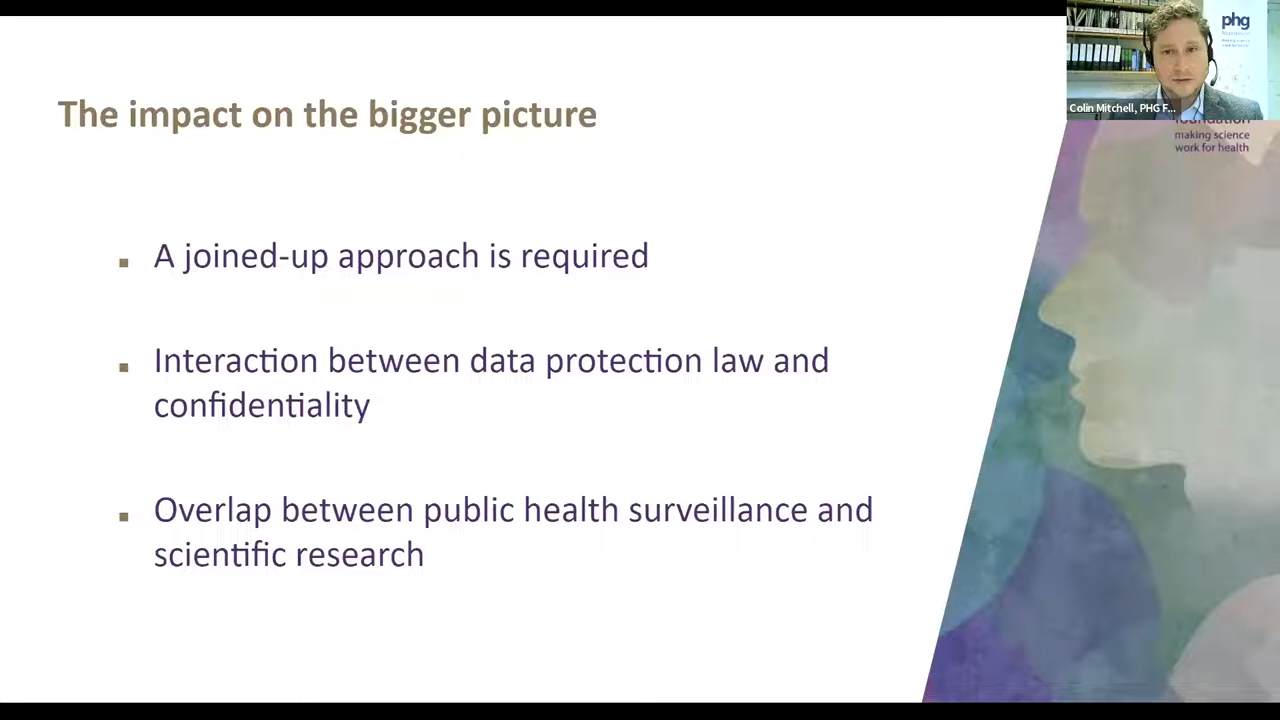 The impact on the bigger picture
phg
Colin Mitchell, PHG F...
foundation
making science
work for health
A joined-up approach is required
Interaction between data protection law and
confidentiality
Overlap between public health surveillance and
scientific research